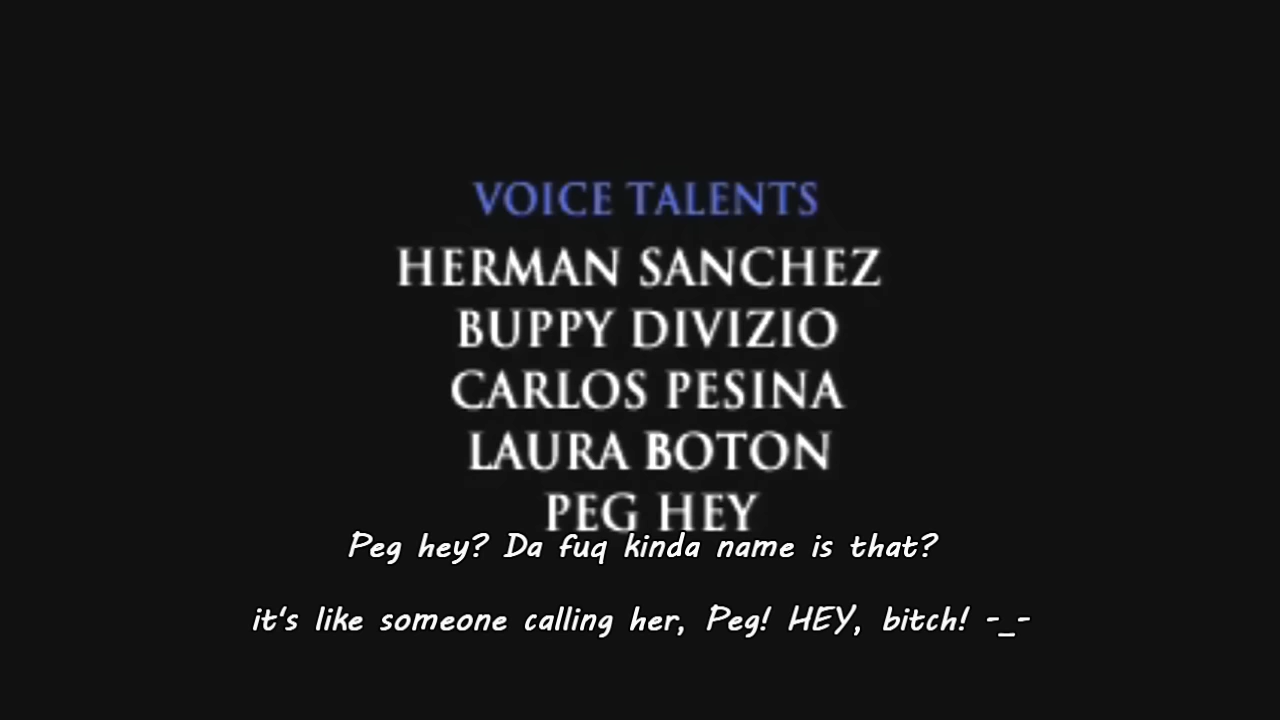 VOICE TALENTS
HERMAN SANCHEZ
BUPPY DIVIZIO
CARLOS PESINA
LAURA BOTON
PEG HEY
Peg hey? Da fuq kinda name is that?
it's like someone calling her, Peg! HEY, bitch! -_-